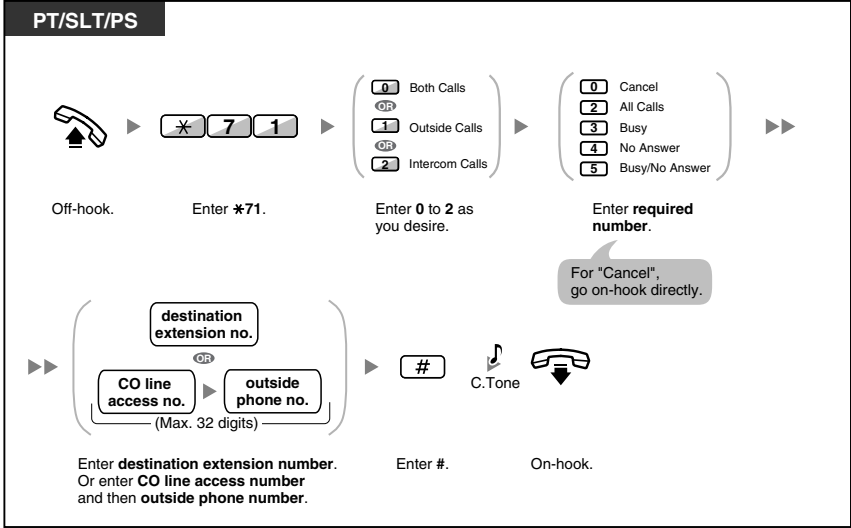 PT/SLT/PS
0 Both Calls
OR
1 Outside Calls
OR
2 Intercom Calls
0 Cancel
2 All Calls
3 Busy
4 No Answer
5 Busy/No Answer
* 7 1
Off-hook.
Enter *71.
Enter 0 to 2 as
you desire.
Enter required
number.
For "Cancel",
go on-hook directly.
destination
extension no.
OR
CO line
access no.
outside
phone no.
(Max. 32 digits)
#
C.Tone
Enter destination extension number.
Or enter CO line access number
and then outside phone number.
Enter #.
On-hook.